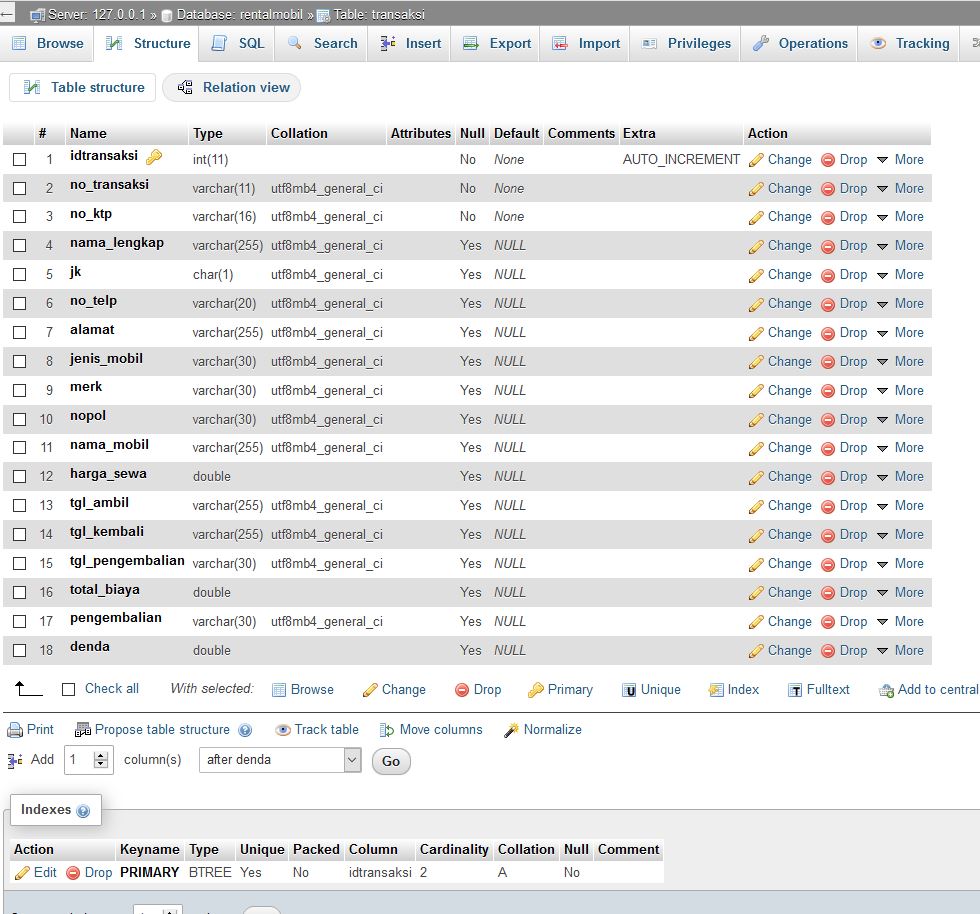 Server: 127.0.0.1 » Database: rentalmobil » Table: transaksi
Browse Structure SQL Search Insert Export Import Privileges Operations Tracking
Table structure Relation view
# Name Type Collation Attributes Null Default Comments Extra Action
1 idtransaksi int(11) No None AUTO_INCREMENT Change Drop More
2 no_transaksi varchar(11) utf8mb4_general_ci No None Change Drop More
3 no_ktp varchar(16) utf8mb4_general_ci No None Change Drop More
4 nama_lengkap varchar(255) utf8mb4_general_ci Yes NULL Change Drop More
5 jk char(1) utf8mb4_general_ci Yes NULL Change Drop More
6 no_telp varchar(20) utf8mb4_general_ci Yes NULL Change Drop More
7 alamat varchar(255) utf8mb4_general_ci Yes NULL Change Drop More
8 jenis_mobil varchar(30) utf8mb4_general_ci Yes NULL Change Drop More
9 merk varchar(30) utf8mb4_general_ci Yes NULL Change Drop More
10 nopol varchar(30) utf8mb4_general_ci Yes NULL Change Drop More
11 nama_mobil varchar(255) utf8mb4_general_ci Yes NULL Change Drop More
12 harga_sewa double Yes NULL Change Drop More
13 tgl_ambil varchar(255) utf8mb4_general_ci Yes NULL Change Drop More
14 tgl_kembali varchar(255) utf8mb4_general_ci Yes NULL Change Drop More
15 tgl_pengembalian varchar(30) utf8mb4_general_ci Yes NULL Change Drop More
16 total_biaya double Yes NULL Change Drop More
17 pengembalian varchar(30) utf8mb4_general_ci Yes NULL Change Drop More
18 denda double Yes NULL Change Drop More
Check all With selected: Browse Change Drop Primary Unique Index Fulltext Add to central
Print Propose table structure Track table Move columns Normalize
Add 1 column(s) after denda Go
Indexes
Action Keyname Type Unique Packed Column Cardinality Collation Null Comment
Edit Drop PRIMARY BTREE Yes No idtransaksi 2 A No